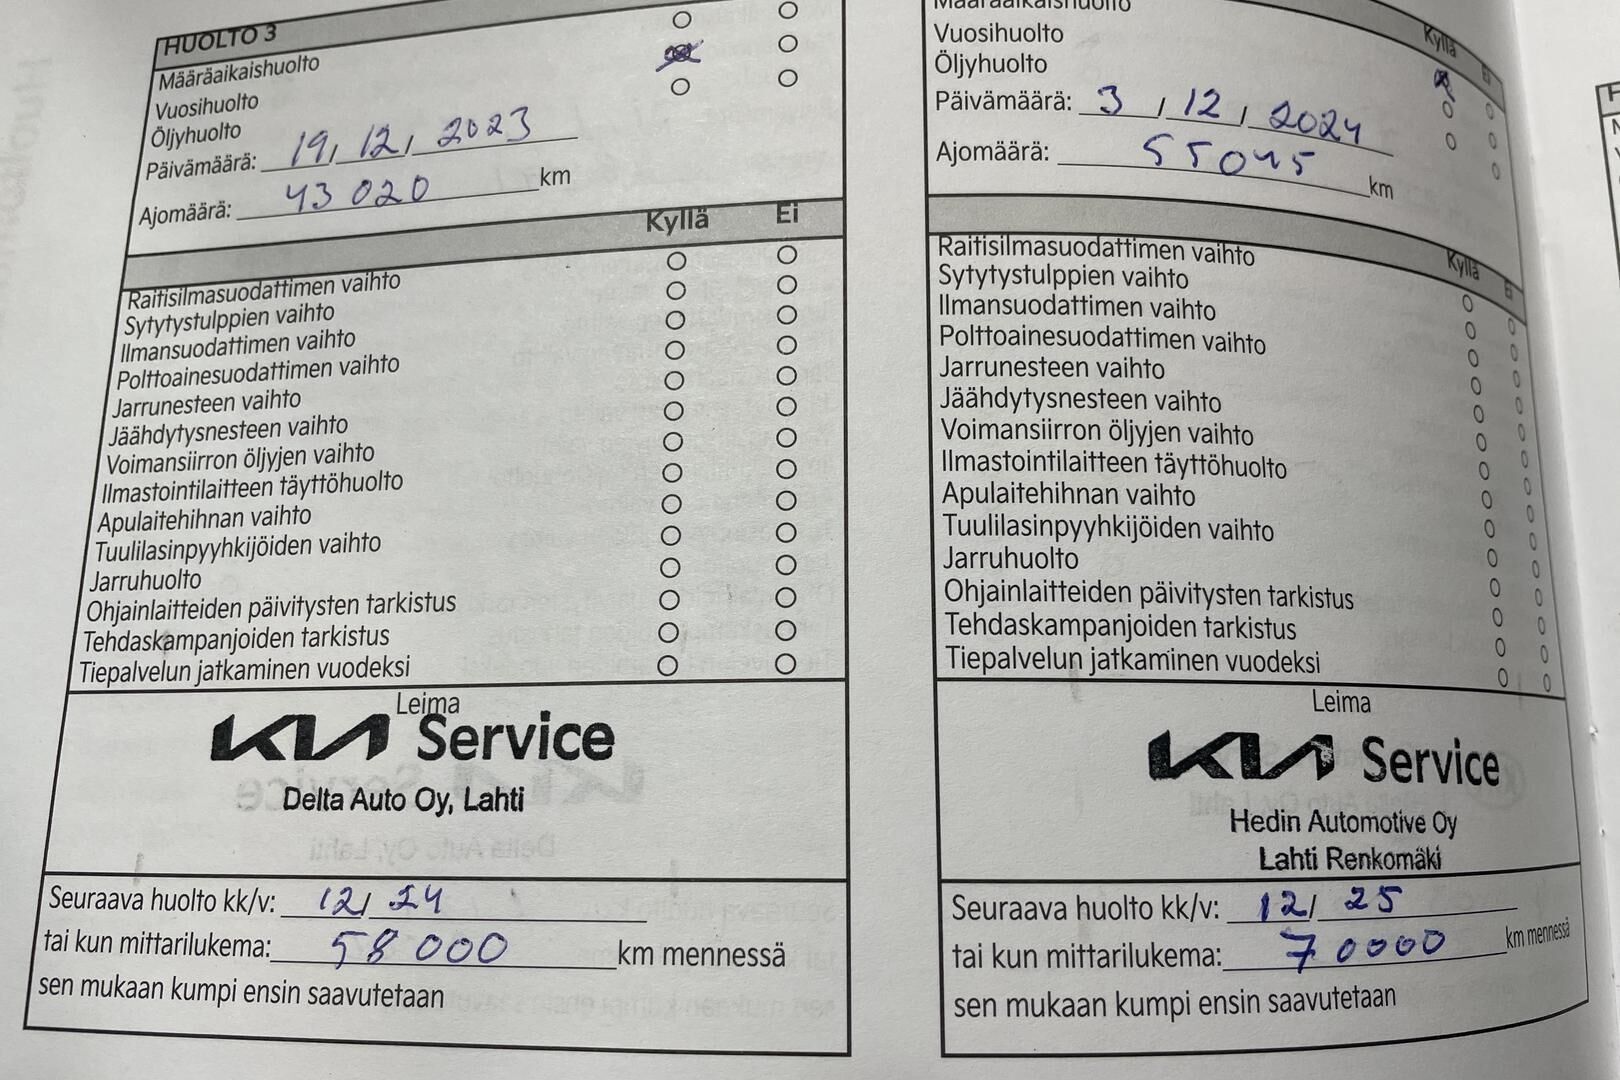 HUOLTO 3
Määräaikaishuolto
Vuosihuolto
Öljyhuolto
Päivämäärä: 19, 12, 2023
Ajomäärä: 43 020 km
Kyllä Ei
Raitisilmasuodattimen vaihto
Sytytystulppien vaihto
Ilmansuodattimen vaihto
Polttoainesuodattimen vaihto
Jarrunesteen vaihto
Jäähdytysnesteen vaihto
Voimansiirron öljyjen vaihto
Ilmastointilaitteen täyttöhuolto
Apulaitehihnan vaihto
Tuulilasinpyyhkijöiden vaihto
Jarruhuolto
Ohjainlaitteiden päivitysten tarkistus
Tehdaskampanjoiden tarkistus
Tiepalvelun jatkaminen vuodeksi
Leima
KIA Service
Delta Auto Oy, Lahti
Seuraava huolto kk/v: 12/ 24
tai kun mittarilukema: 58 000 km mennessä
sen mukaan kumpi ensin saavutetaan
Määräaikaishuolto
Kyllä Ei
Vuosihuolto
Öljyhuolto
Päivämäärä: 3 / 12 / 2024
Ajomäärä: 55045 km
Kyllä Ei
Raitisilmasuodattimen vaihto
Sytytystulppien vaihto
Ilmansuodattimen vaihto
Polttoainesuodattimen vaihto
Jarrunesteen vaihto
Jäähdytysnesteen vaihto
Voimansiirron öljyjen vaihto
Ilmastointilaitteen täyttöhuolto
Apulaitehihnan vaihto
Tuulilasinpyyhkijöiden vaihto
Jarruhuolto
Ohjainlaitteiden päivitysten tarkistus
Tehdaskampanjoiden tarkistus
Tiepalvelun jatkaminen vuodeksi
Leima
KIA Service
Hedin Automotive Oy
Lahti Renkomäki
Seuraava huolto kk/v: 12/ 25
tai kun mittarilukema: 70000 km mennessä
sen mukaan kumpi ensin saavutetaan